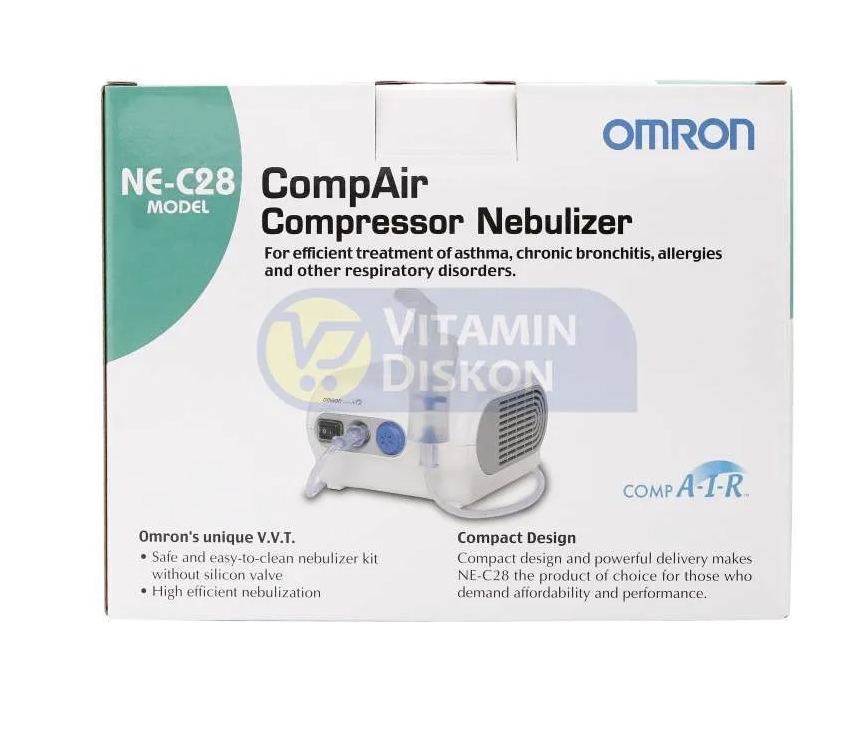 OMRON
NE-C28
MODEL
CompAir
Compressor Nebulizer
For efficient treatment of asthma, chronic bronchitis, allergies
and other respiratory disorders.
VITAMIN
DISKON
omron
COMP A-I-R™
Omron's unique V.V.T.
• Safe and easy-to-clean nebulizer kit
without silicon valve
• High efficient nebulization
Compact Design
Compact design and powerful delivery makes
NE-C28 the product of choice for those who
demand affordability and performance.